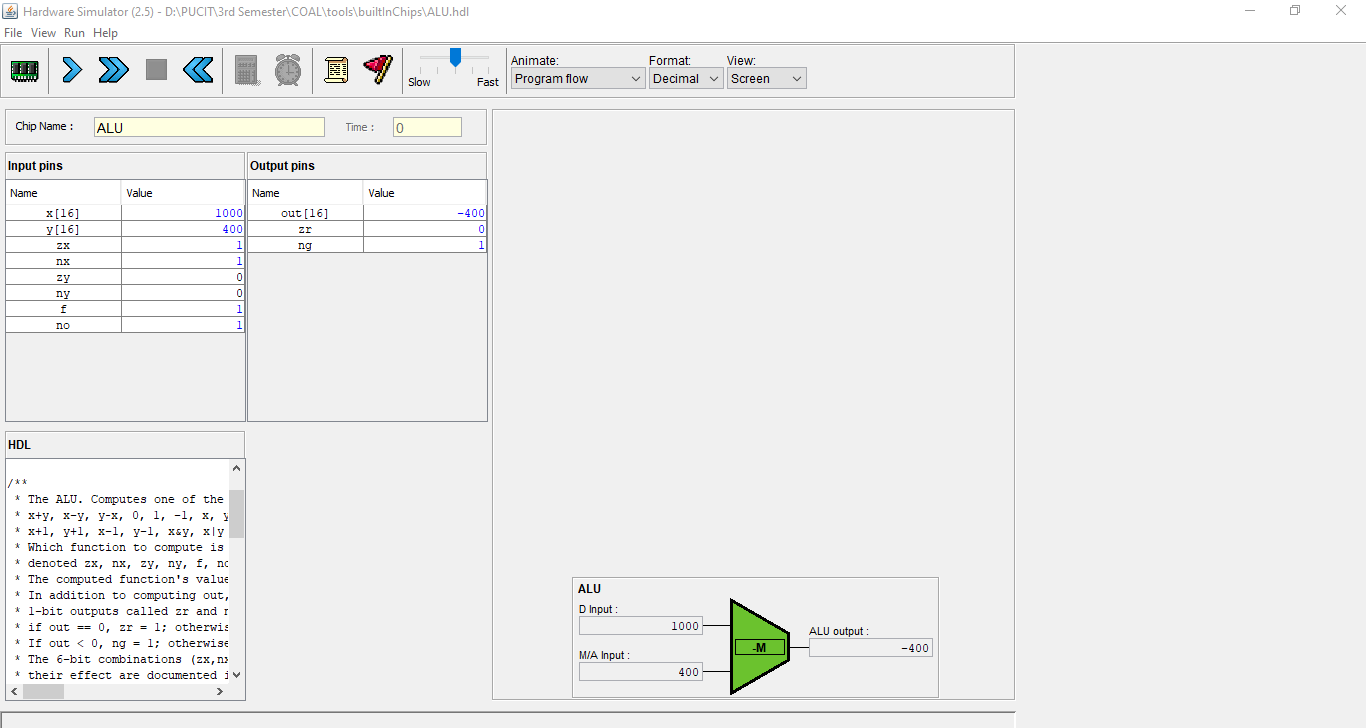 Hardware Simulator (2.5) - D:\PUCIT\3rd Semester\COAL\tools\builtInChips\ALU.hdl
File View Run Help
Animate: Format: View:
Slow Fast Program flow Decimal Screen
Chip Name : ALU Time : 0
Input pins
Name Value
x[16] 1000
y[16] 400
zx 1
nx 1
zy 0
ny 0
f 1
no 1
Output pins
Name Value
out[16] -400
zr 0
ng 1
HDL
/**
* The ALU. Computes one of the
* x+y, x-y, y-x, 0, 1, -1, x, y
* x+1, y+1, x-1, y-1, x&y, x|y
* Which function to compute is
* denoted zx, nx, zy, ny, f, no
* The computed function's value
* In addition to computing out,
* 1-bit outputs called zr and
* if out == 0, zr = 1; otherwis
* If out < 0, ng = 1; otherwise
* The 6-bit combinations (zx,nx
* their effect are documented i
ALU
D Input :
1000
M/A Input :
400
-M
ALU output :
-400